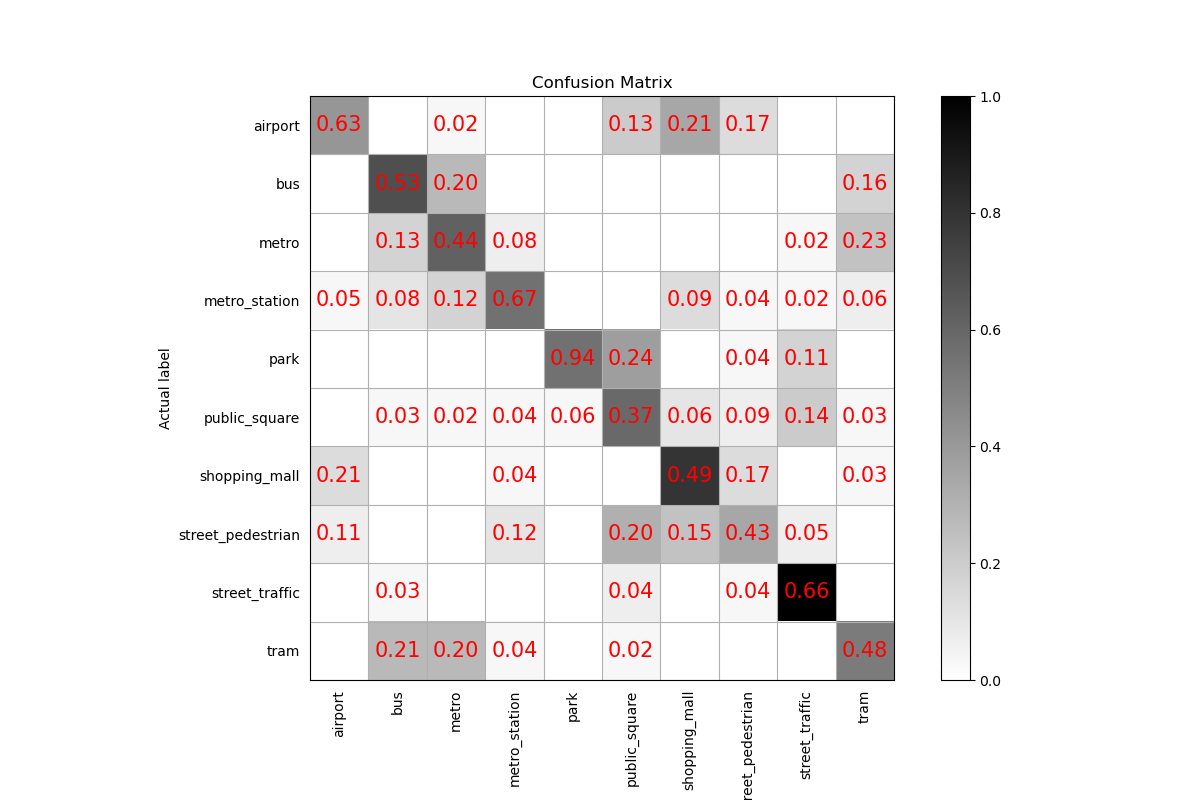 Confusion Matrix
airport 0.63 0.02 0.13 0.21 0.17
bus 0.53 0.20 0.16
metro 0.13 0.44 0.08 0.02 0.23
metro_station 0.05 0.08 0.12 0.67 0.09 0.04 0.02 0.06
park 0.94 0.24 0.04 0.11
public_square 0.03 0.02 0.04 0.06 0.37 0.06 0.09 0.14 0.03
shopping_mall 0.21 0.04 0.49 0.17 0.03
street_pedestrian 0.11 0.12 0.20 0.15 0.43 0.05
street_traffic 0.03 0.04 0.04 0.66
tram 0.21 0.20 0.04 0.02 0.48
Actual label
airport bus metro metro_station park public_square shopping_mall reet_pedestrian street_traffic tram
1.0
0.8
0.6
0.4
0.2
0.0